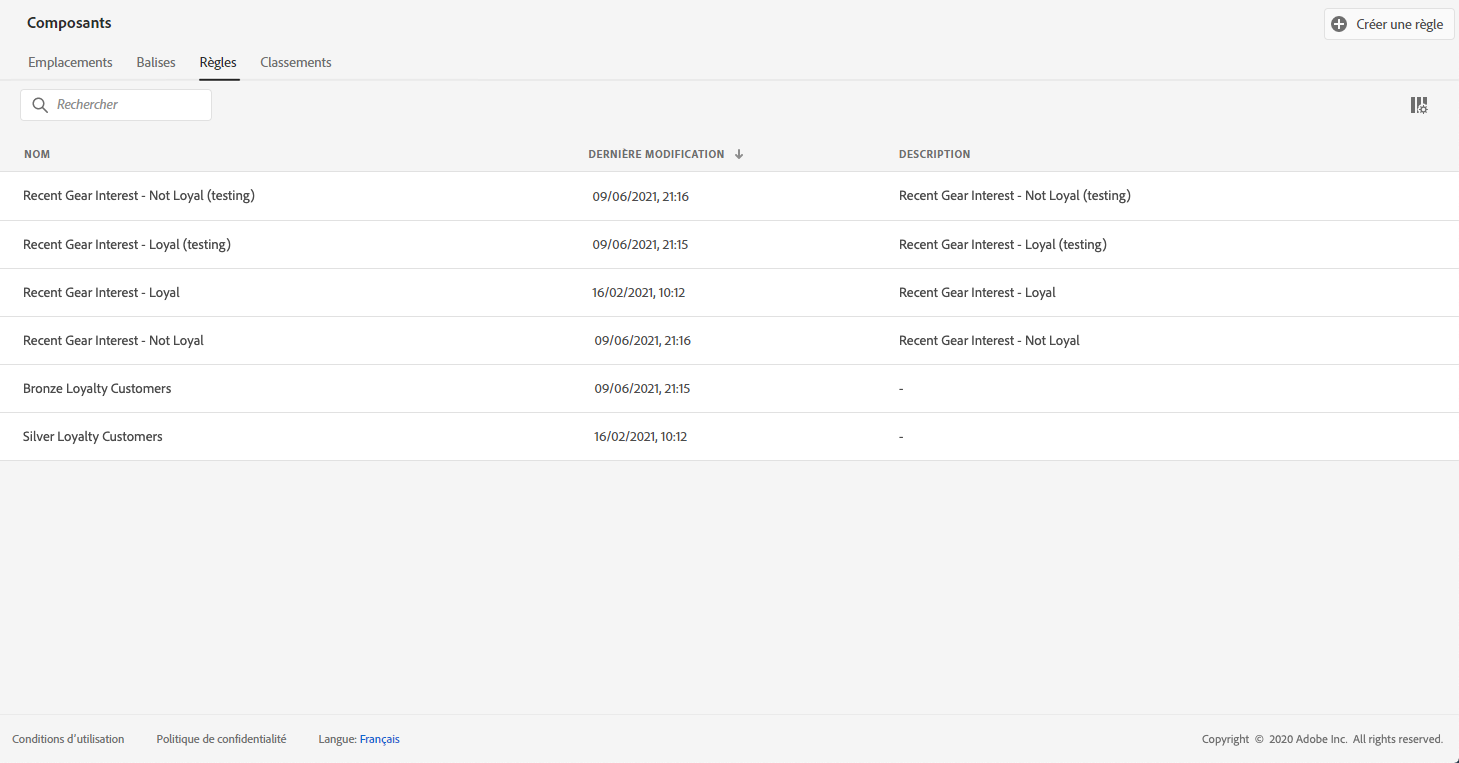 Composants
Créer une règle
Emplacements Balises Règles Classements
Rechercher
NOM DERNIÈRE MODIFICATION DESCRIPTION
Recent Gear Interest - Not Loyal (testing) 09/06/2021, 21:16 Recent Gear Interest - Not Loyal (testing)
Recent Gear Interest - Loyal (testing) 09/06/2021, 21:15 Recent Gear Interest - Loyal (testing)
Recent Gear Interest - Loyal 16/02/2021, 10:12 Recent Gear Interest - Loyal
Recent Gear Interest - Not Loyal 09/06/2021, 21:16 Recent Gear Interest - Not Loyal
Bronze Loyalty Customers 09/06/2021, 21:15 -
Silver Loyalty Customers 16/02/2021, 10:12 -
Conditions d'utilisation Politique de confidentialité Langue: Français Copyright © 2020 Adobe Inc. All rights reserved.